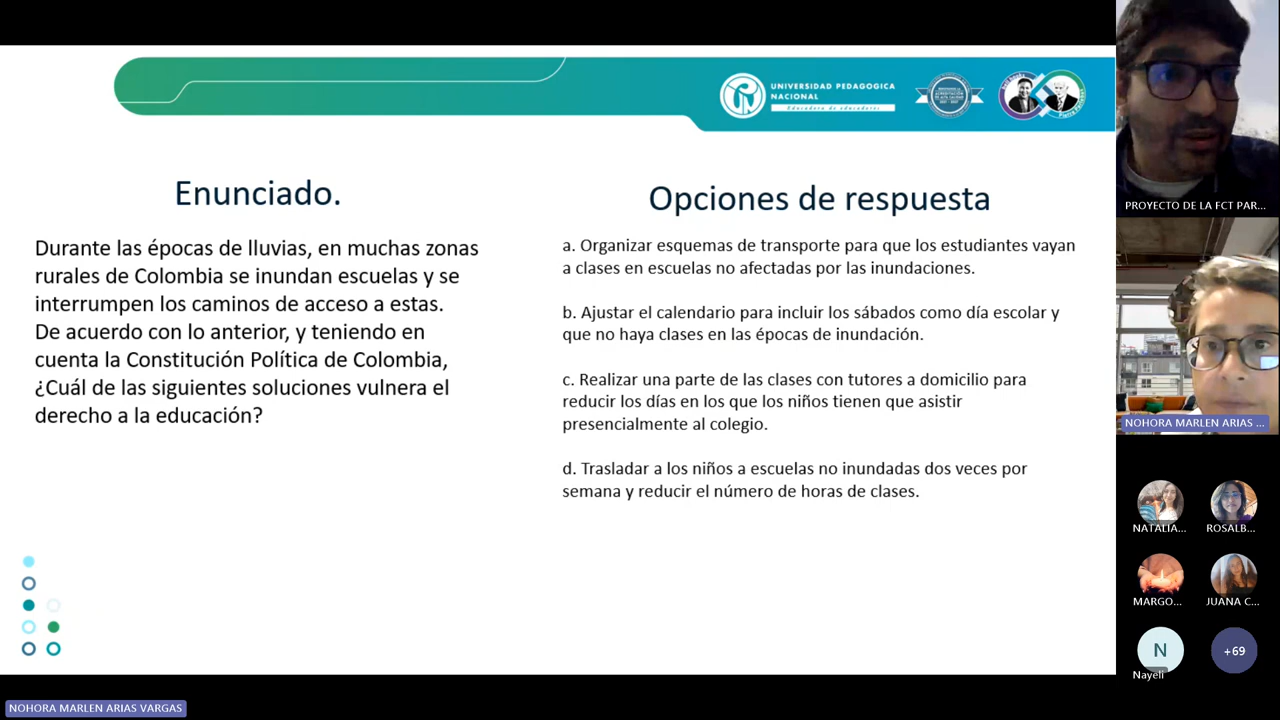 UNIVERSIDAD PEDAGOGICA
NACIONAL
Educadora de educadores
Enunciado.
Durante las épocas de lluvias, en muchas zonas
rurales de Colombia se inundan escuelas y se
interrumpen los caminos de acceso a estas.
De acuerdo con lo anterior, y teniendo en
cuenta la Constitución Política de Colombia,
¿Cuál de las siguientes soluciones vulnera el
derecho a la educación?
Opciones de respuesta
a. Organizar esquemas de transporte para que los estudiantes vayan
a clases en escuelas no afectadas por las inundaciones.
b. Ajustar el calendario para incluir los sábados como día escolar y
que no haya clases en las épocas de inundación.
c. Realizar una parte de las clases con tutores a domicilio para
reducir los días en los que los niños tienen que asistir
presencialmente al colegio.
d. Trasladar a los niños a escuelas no inundadas dos veces por
semana y reducir el número de horas de clases.
PROYECTO DE LA FCT PAR...
NOHORA MARLEN ARIAS ...
NATALIA...
ROSALB...
MARGO...
JUANA C...
N
Nayeli
+69
NOHORA MARLEN ARIAS VARGAS